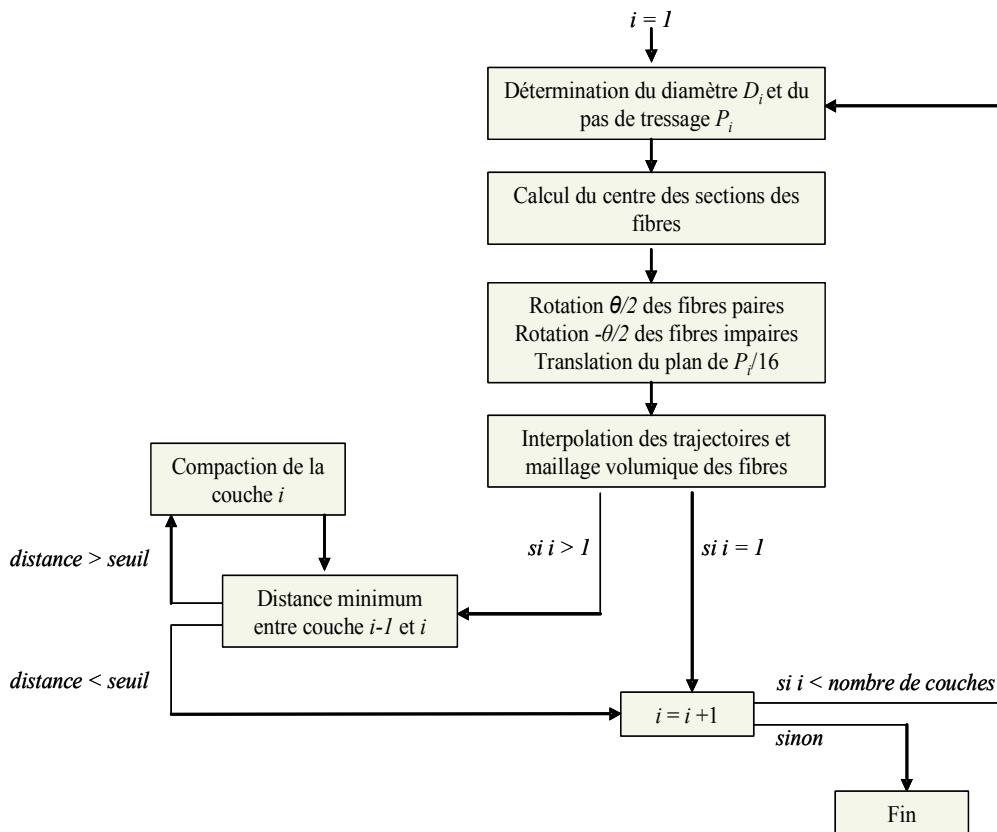 i = 1
Détermination du diamètre Di et du
pas de tressage Pi
Calcul du centre des sections des
fibres
Rotation θ/2 des fibres paires
Rotation -θ/2 des fibres impaires
Translation du plan de Pi/16
Interpolation des trajectoires et
maillage volumique des fibres
Compaction de la
couche i
si i > 1
si i = 1
distance > seuil
Distance minimum
entre couche i-1 et i
distance < seuil
si i < nombre de couches
i = i +1
sinon
Fin